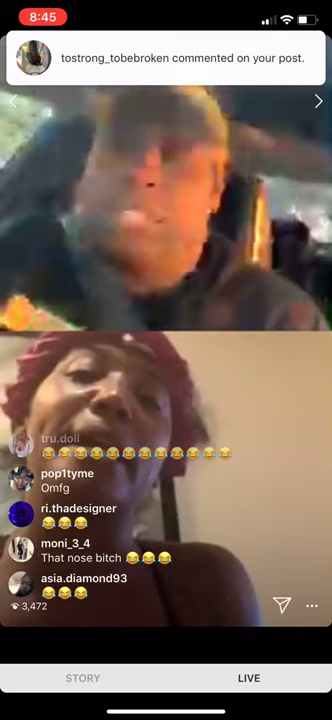 8:45
tostrong_tobebroken commented on your post.
tru.doll
😂😂😂😂😂😂😂😂😂😂😂😂
pop1tyme
Omfg
ri.thadesigner
😂😂😂
moni_3_4
That nose bitch 😂😂😂
asia.diamond93
😂😂😂
3,472
STORY
LIVE